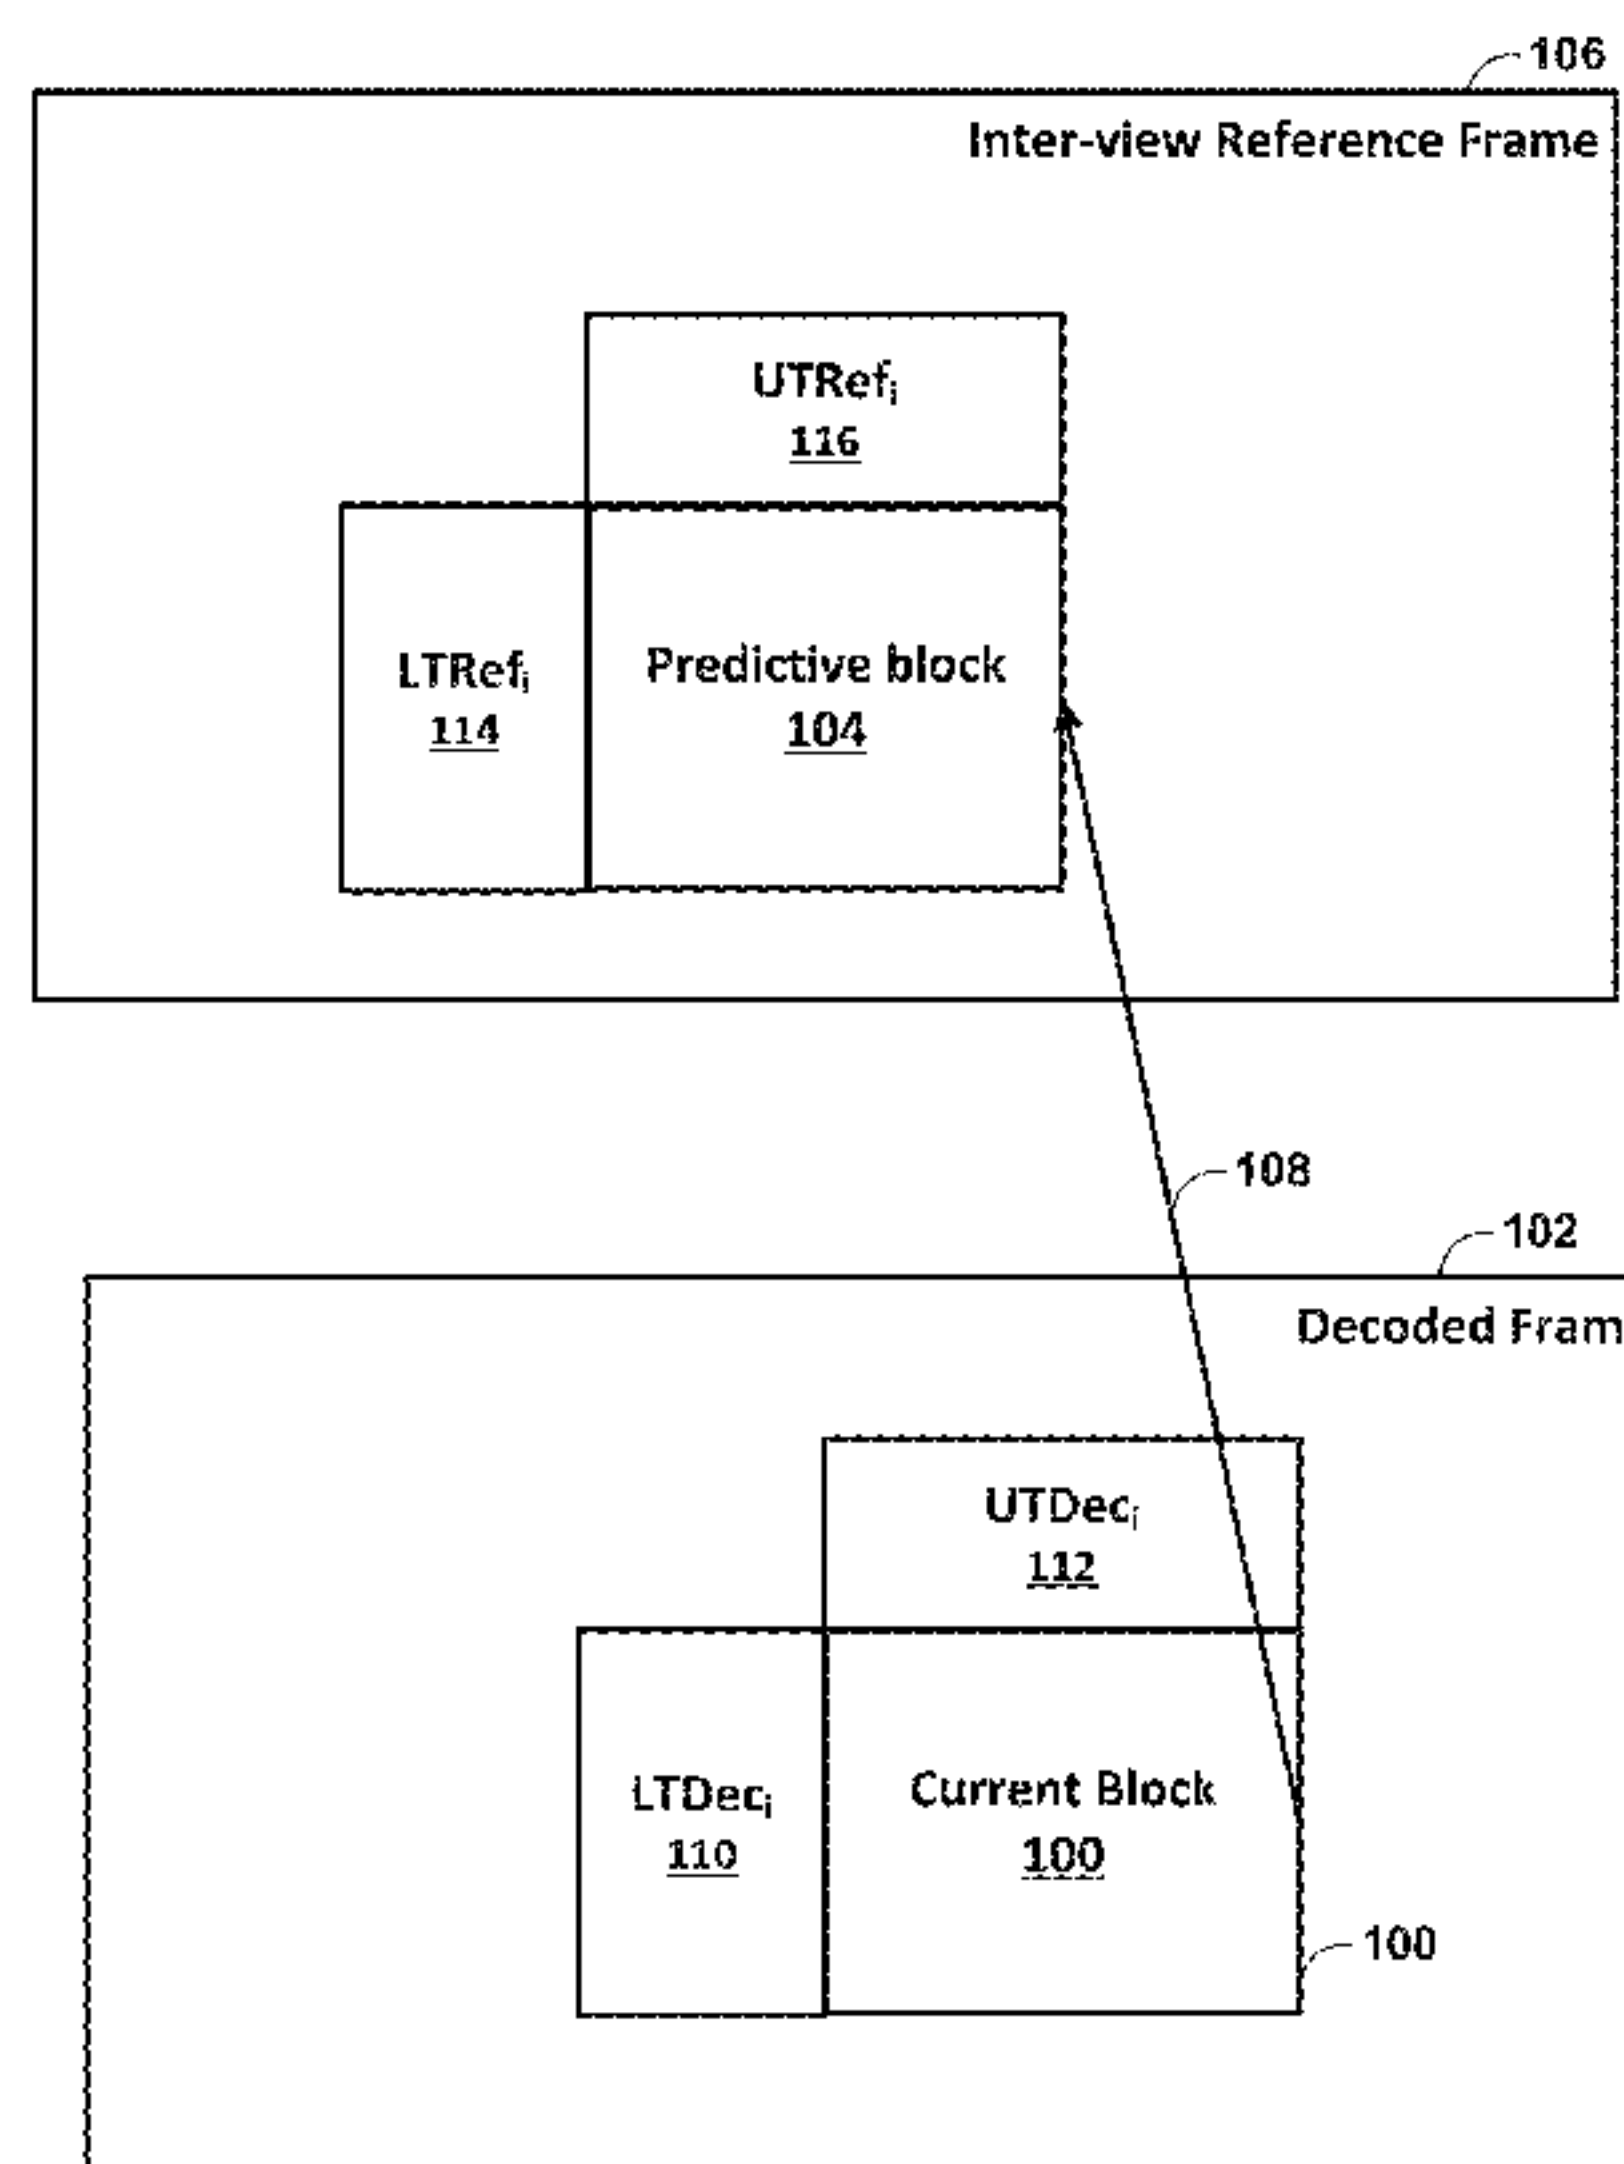 106
Inter-view Reference Frame
UTRefi
116
LTRefi
114
Predictive block
104
108
102
Decoded Fram
UTDeci
112
LTDeci
110
Current Block
100
100